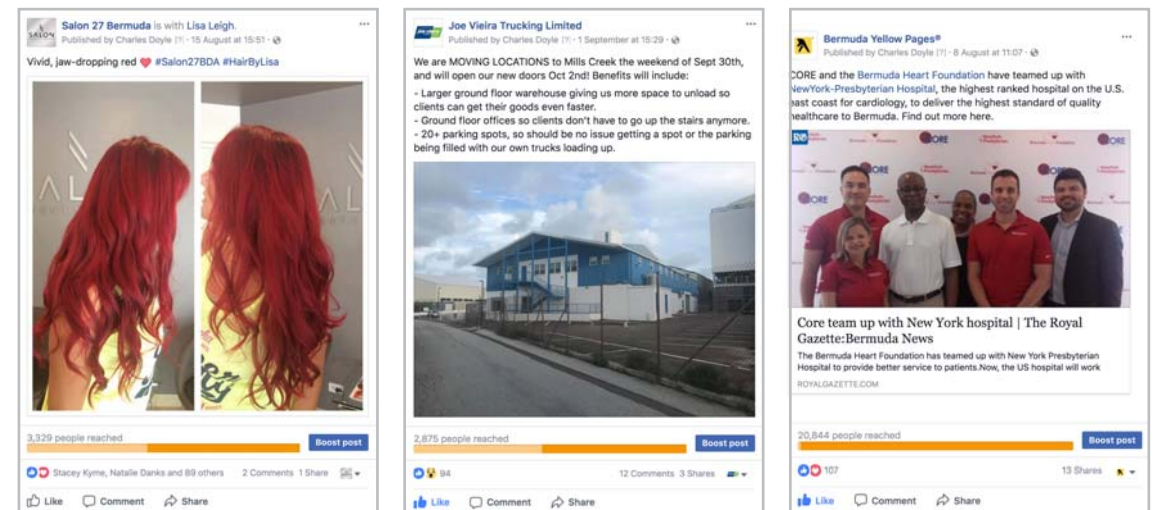 Salon 27 Bermuda is with Lisa Leigh.
Published by Charles Doyle [?] · 15 August at 15:51 ·
Vivid, jaw-dropping red ❤️ #Salon27BDA #HairByLisa
3,329 people reached
Boost post
Stacey Kyme, Natalie Danks and 89 others 2 Comments 1 Share
Like Comment Share
Joe Vieira Trucking Limited
Published by Charles Doyle [?] · 1 September at 15:29 ·
We are MOVING LOCATIONS to Mills Creek the weekend of Sept 30th,
and will open our new doors Oct 2nd! Benefits will include:
- Larger ground floor warehouse giving us more space to unload so
clients can get their goods even faster.
- Ground floor offices so clients don't have to go up the stairs anymore.
- 20+ parking spots, so should be no issue getting a spot or the parking
being filled with our own trucks loading up.
2,875 people reached
Boost post
94 12 Comments 3 Shares
Like Comment Share
Bermuda Yellow Pages®
Published by Charles Doyle [?] · 8 August at 11:07 ·
CORE and the Bermuda Heart Foundation have teamed up with
NewYork-Presbyterian Hospital, the highest ranked hospital on the U.S.
east coast for cardiology, to deliver the highest standard of quality
healthcare to Bermuda. Find out more here.
CORE
Core team up with New York hospital | The Royal
Gazette:Bermuda News
The Bermuda Heart Foundation has teamed up with New York Presbyterian
Hospital to provide better service to patients.Now, the US hospital will work
ROYALGAZETTE.COM
20,844 people reached
Boost post
107 13 Shares
Like Comment Share